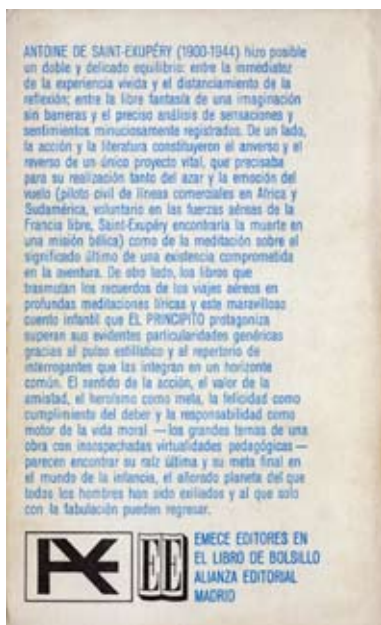 ANTOINE DE SAINT-EXUPÉRY (1900-1944) hizo posible
un doble y delicado equilibrio: entre la inmediatez
de la experiencia vivida y el distanciamiento de la
reflexión; entre la libre fantasía de una imaginación
sin barreras y el preciso análisis de sensaciones y
sentimientos minuciosamente registrados. De un lado,
la acción y la literatura constituyeron el anverso y el
reverso de un único proyecto vital, que precisaba
para su realización tanto del azar y la emoción del
vuelo (piloto civil de líneas comerciales en Africa y
Sudamérica, voluntario en las fuerzas aéreas de la
Francia libre, Saint-Exupéry encontraría la muerte en
una misión bélica) como de la meditación sobre el
significado último de una existencia comprometida
en la aventura. De otro lado, los libros que
trasmutan los recuerdos de los viajes aéreos en
profundas meditaciones líricas y este maravilloso
cuento infantil que EL PRINCIPITO protagoniza
superan sus evidentes particularidades genéricas
gracias al pulso estilístico y al repertorio de
interrogantes que las integran en un horizonte
común. El sentido de la acción, el valor de la
amistad, el heroísmo como meta, la felicidad como
cumplimiento del deber y la responsabilidad como
motor de la vida moral —los grandes temas de una
obra con insospechadas virtualidades pedagógicas—
parecen encontrar su raíz última y su meta final en
el mundo de la infancia, el añorado planeta del que
todos los hombres han sido exiliados y al que solo
con la fabulación pueden regresar.
EE
EMECE EDITORES EN
EL LIBRO DE BOLSILLO
ALIANZA EDITORIAL
MADRID